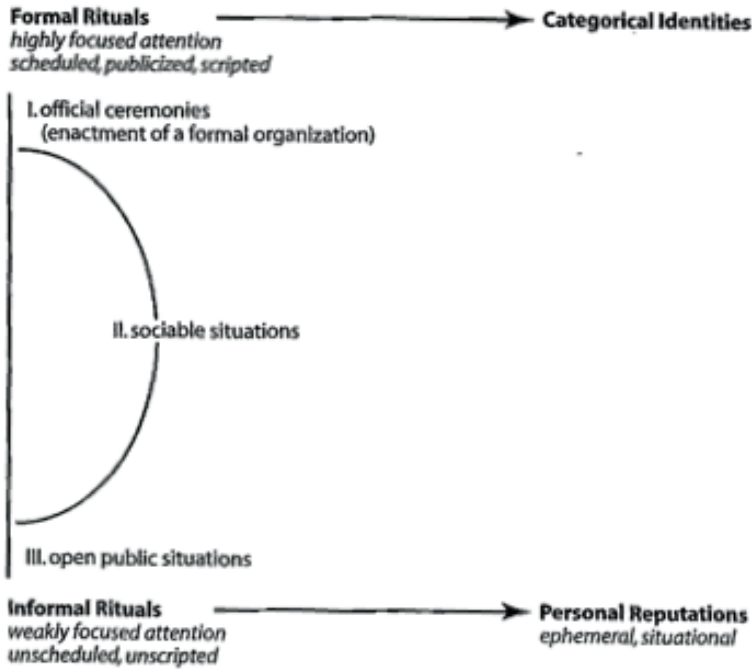 Formal Rituals
Categorical Identities
highly focused attention
scheduled, publicized, scripted
I. official ceremonies
(enactment of a formal organization)
II. sociable situations
III. open public situations
Informal Rituals
Personal Reputations
weakly focused attention
ephemeral, situational
unscheduled, unscripted